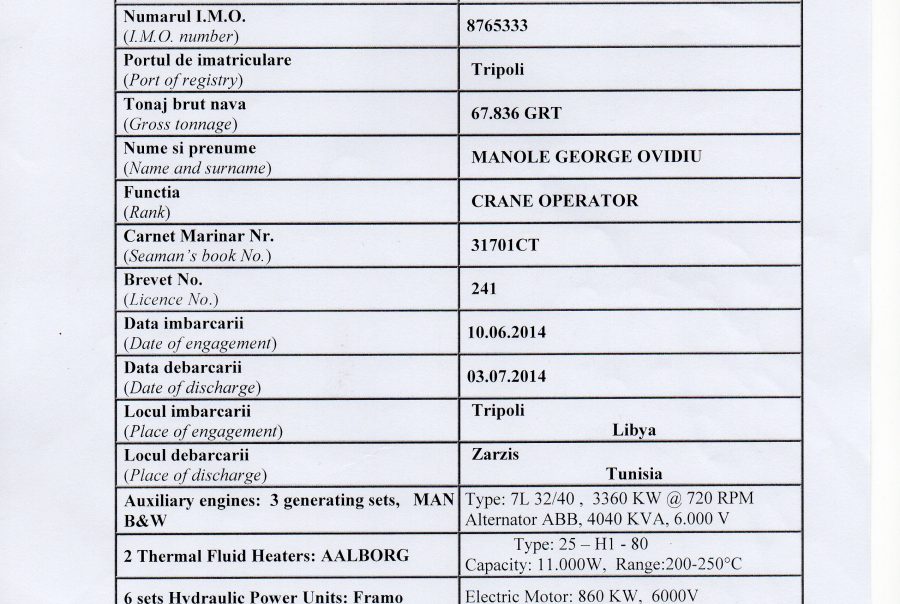 Numarul I.M.O.
(I.M.O. number)
8765333
Portul de imatriculare
(Port of registry)
Tripoli
Tonaj brut nava
(Gross tonnage)
67.836 GRT
Nume si prenume
(Name and surname)
MANOLE GEORGE OVIDIU
Functia
(Rank)
CRANE OPERATOR
Carnet Marinar Nr.
(Seaman's book No.)
31701CT
Brevet No.
(Licence No.)
241
Data imbarcarii
(Date of engagement)
10.06.2014
Data debarcarii
(Date of discharge)
03.07.2014
Locul imbarcarii
(Place of engagement)
Tripoli
Libya
Locul debarcarii
(Place of discharge)
Zarzis
Tunisia
Auxiliary engines: 3 generating sets, MAN
B&W
Type: 7L 32/40 , 3360 KW @ 720 RPM
Alternator ABB, 4040 KVA, 6.000 V
2 Thermal Fluid Heaters: AALBORG
Type: 25 – H1 - 80
Capacity: 11.000W, Range:200-250°C
6 sets Hydraulic Power Units: Framo
Electric Motor: 860 KW, 6000V